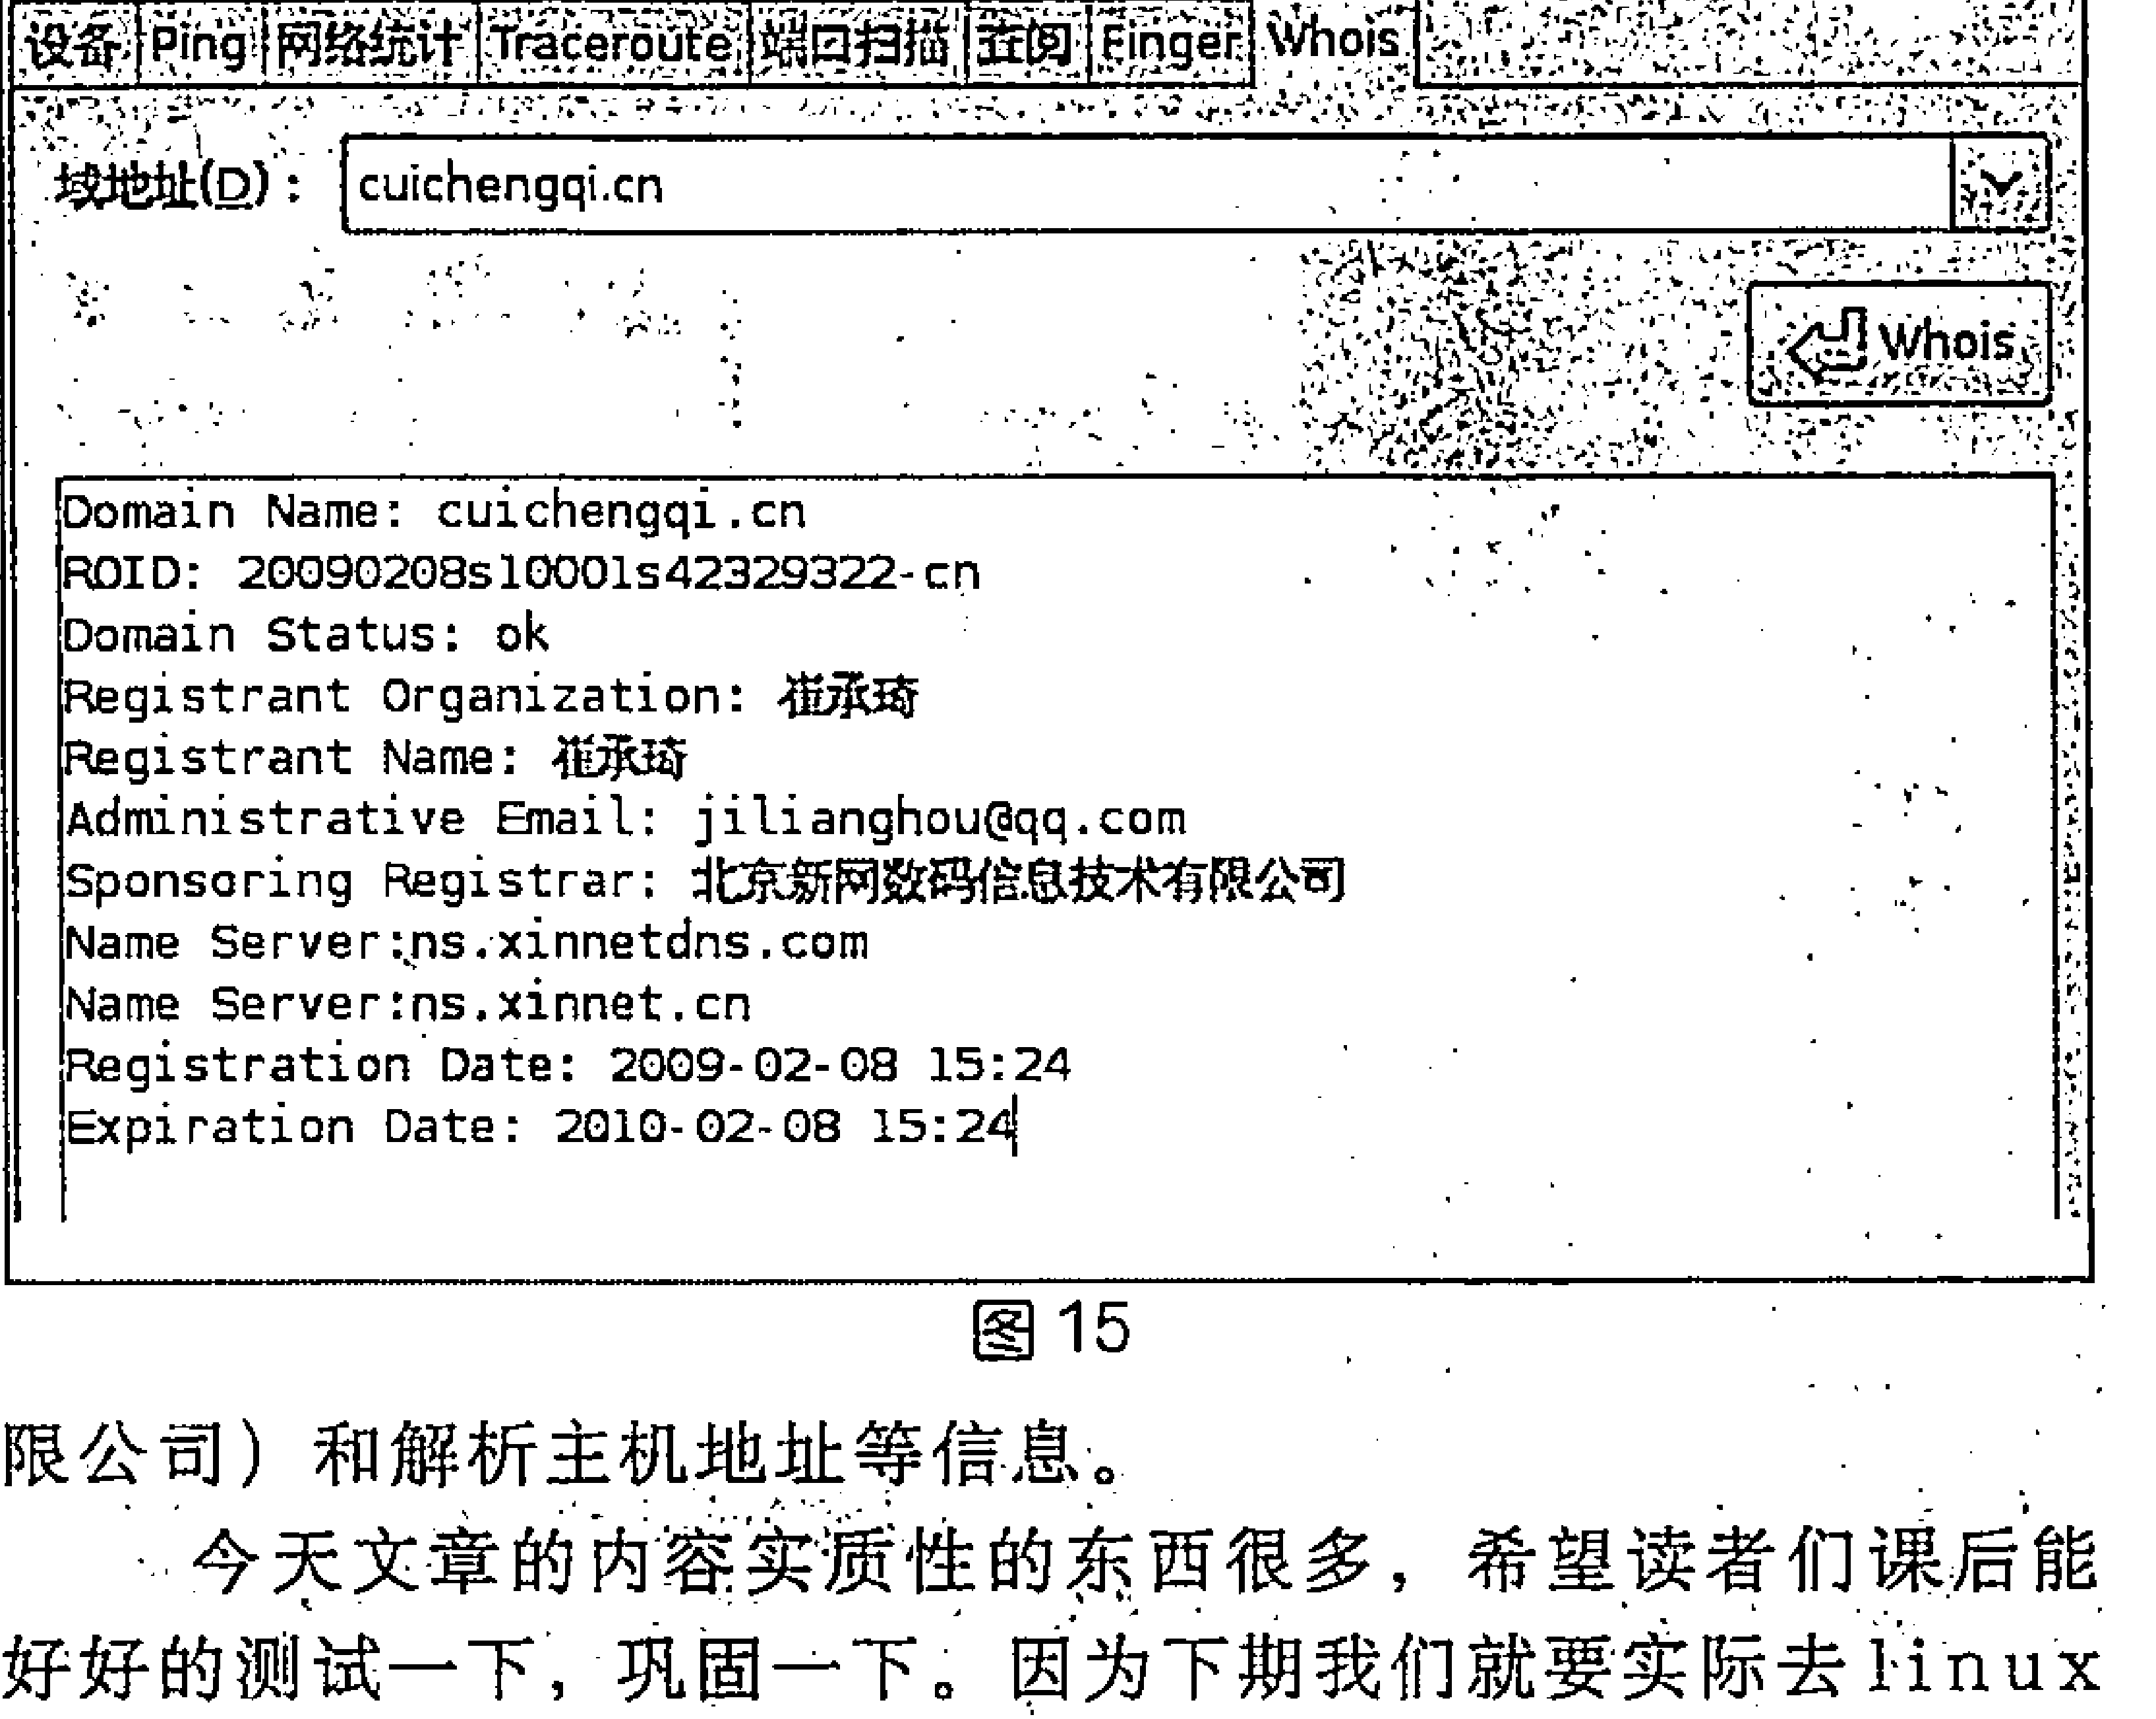 设备 Ping 网络统计 Traceroute 端口扫描 查阅 Finger Whois
域地址(D)： cuichengqi.cn
Whois
Domain Name: cuichengqi.cn
ROID: 20090208s10001s42329322-cn
Domain Status: ok
Registrant Organization: 崔承琦
Registrant Name: 崔承琦
Administrative Email: jilianghou@qq.com
Sponsoring Registrar: 北京新网数码信息技术有限公司
Name Server:ns.xinnetdns.com
Name Server:ns.xinnet.cn
Registration Date: 2009-02-08 15:24
Expiration Date: 2010-02-08 15:24
图 15
限公司）和解析主机地址等信息。
今天文章的内容实质性的东西很多，希望读者们课后能
好好的测试一下，巩固一下。因为下期我们就要实际去linux